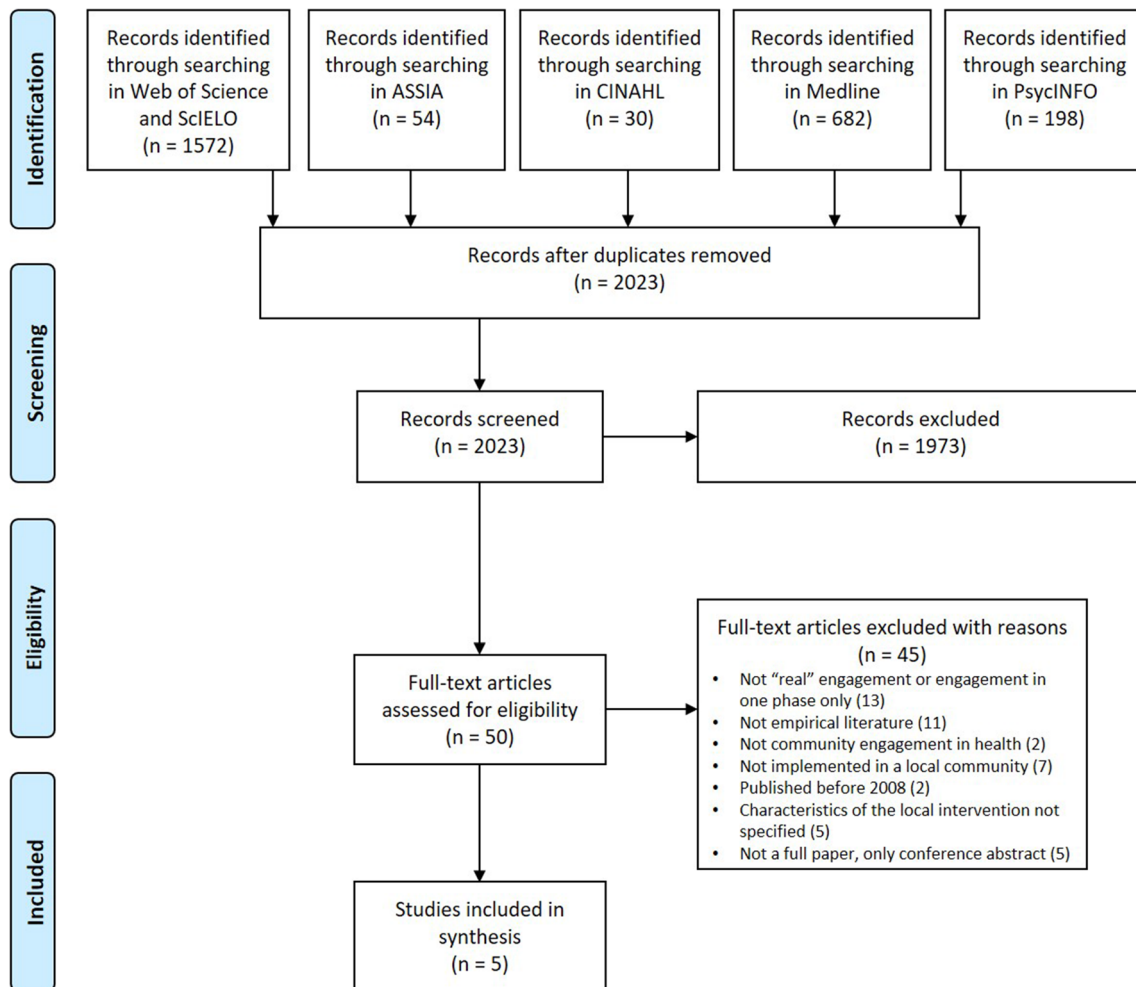 Identification
Records identified
through searching
in Web of Science
and SciELO
(n = 1572)
Records identified
through searching
in ASSIA
(n = 54)
Records identified
through searching
in CINAHL
(n = 30)
Records identified
through searching
in Medline
(n = 682)
Records identified
through searching
in PsycINFO
(n = 198)
Records after duplicates removed
(n = 2023)
Screening
Records screened
(n = 2023)
Records excluded
(n = 1973)
Eligibility
Full-text articles
assessed for eligibility
(n = 50)
Full-text articles excluded with reasons
(n = 45)
• Not “real” engagement or engagement in
one phase only (13)
• Not empirical literature (11)
• Not community engagement in health (2)
• Not implemented in a local community (7)
• Published before 2008 (2)
• Characteristics of the local intervention not
specified (5)
• Not a full paper, only conference abstract (5)
Included
Studies included in
synthesis
(n = 5)